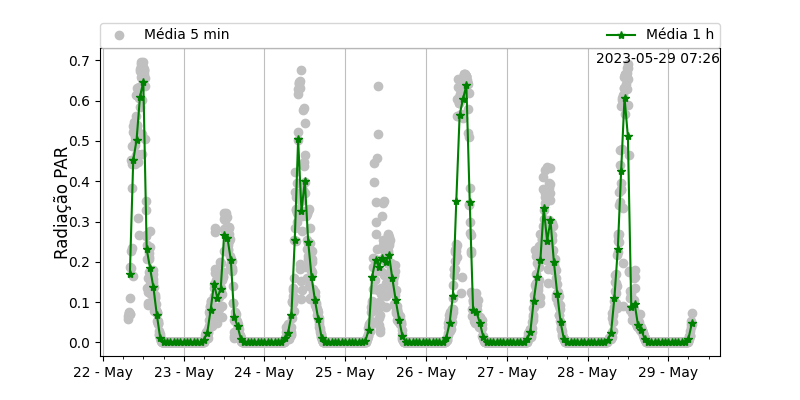 Média 5 min
Média 1 h
2023-05-29 07:26
Radiação PAR
0.7
0.6
0.5
0.4
0.3
0.2
0.1
0.0
22 - May
23 - May
24 - May
25 - May
26 - May
27 - May
28 - May
29 - May